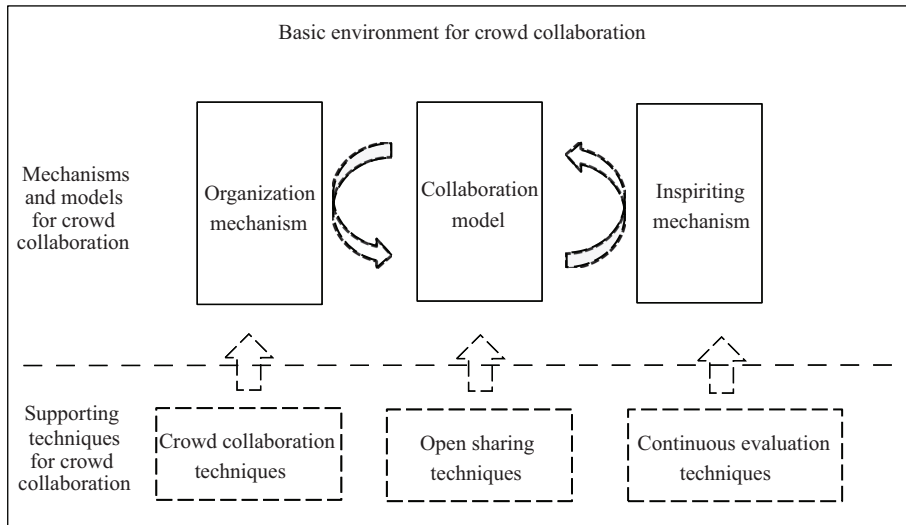 Basic environment for crowd collaboration
Mechanisms
and models
for crowd
collaboration
Organization
mechanism
Collaboration
model
Inspiriting
mechanism
Supporting
techniques
for crowd
collaboration
Crowd collaboration
techniques
Open sharing
techniques
Continuous evaluation
techniques